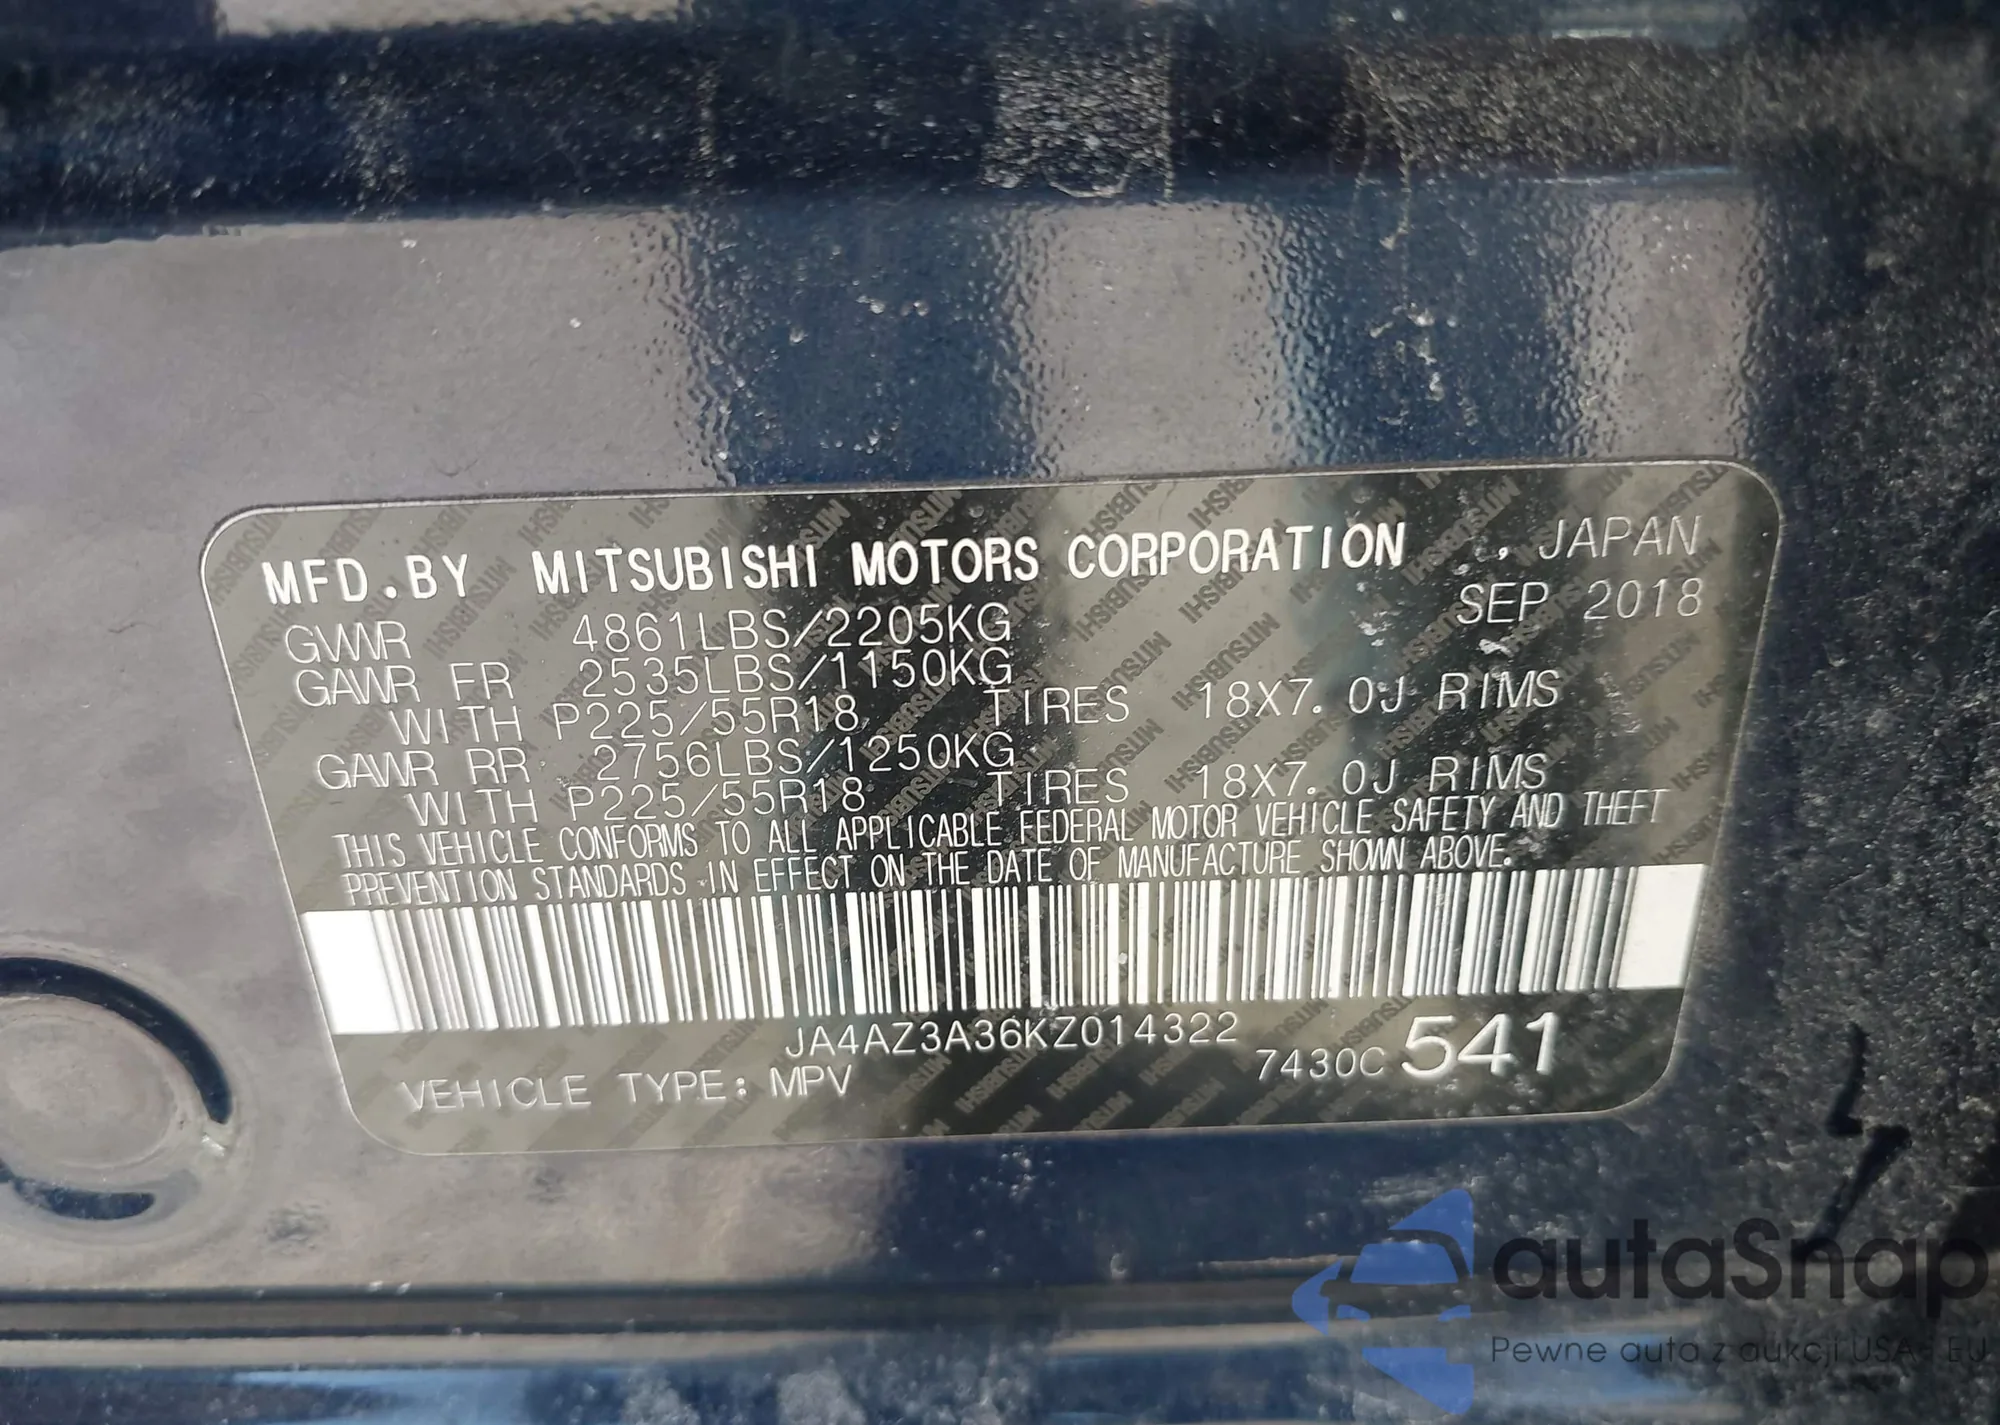 MFD.BY MITSUBISHI MOTORS CORPORATION , JAPAN
GVWR 4861LBS/2205KG SEP 2018
GAWR FR 2535LBS/1150KG
WITH P225/55R18 TIRES 18X7.0J RIMS
GAWR RR 2756LBS/1250KG
WITH P225/55R18 TIRES 18X7.0J RIMS
THIS VEHICLE CONFORMS TO ALL APPLICABLE FEDERAL MOTOR VEHICLE SAFETY AND THEFT
PREVENTION STANDARDS IN EFFECT ON THE DATE OF MANUFACTURE SHOWN ABOVE.
JA4AZ3A36KZ014322
VEHICLE TYPE: MPV 7430C 541
autaSnap
Pewne auta z aukcji USA - EU